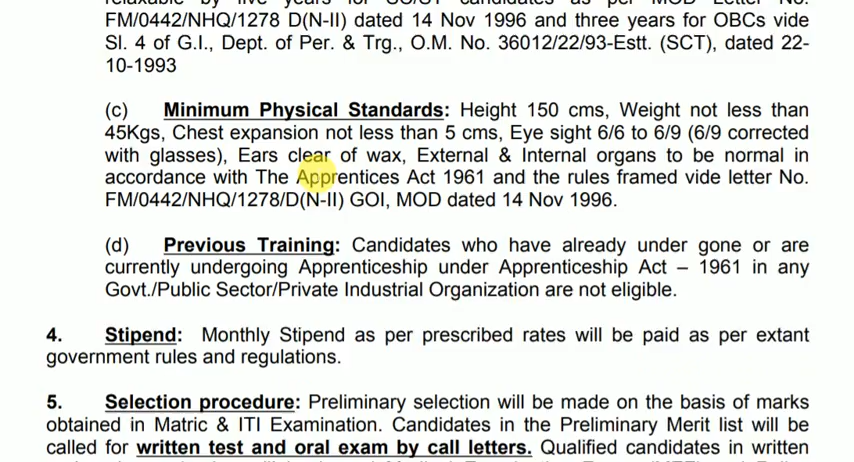 relaxable by five years for SC/ST candidates as per MOD Letter No.
FM/0442/NHQ/1278 D(N-II) dated 14 Nov 1996 and three years for OBCs vide
Sl. 4 of G.I., Dept. of Per. & Trg., O.M. No. 36012/22/93-Estt. (SCT), dated 22-
10-1993
(c) Minimum Physical Standards: Height 150 cms, Weight not less than
45Kgs, Chest expansion not less than 5 cms, Eye sight 6/6 to 6/9 (6/9 corrected
with glasses), Ears clear of wax, External & Internal organs to be normal in
accordance with The Apprentices Act 1961 and the rules framed vide letter No.
FM/0442/NHQ/1278/D(N-II) GOI, MOD dated 14 Nov 1996.
(d) Previous Training: Candidates who have already under gone or are
currently undergoing Apprenticeship under Apprenticeship Act – 1961 in any
Govt./Public Sector/Private Industrial Organization are not eligible.
4. Stipend: Monthly Stipend as per prescribed rates will be paid as per extant
government rules and regulations.
5. Selection procedure: Preliminary selection will be made on the basis of marks
obtained in Matric & ITI Examination. Candidates in the Preliminary Merit list will be
called for written test and oral exam by call letters. Qualified candidates in written